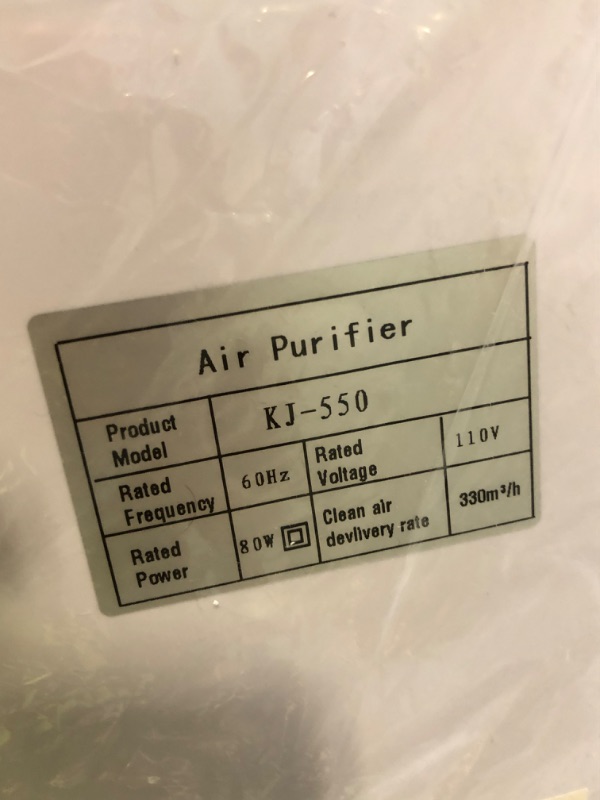 Air Purifier
Product Model KJ-550
Rated Frequency 60Hz Rated Voltage 110V
Rated Power 80W Clean air devlivery rate 330m³/h